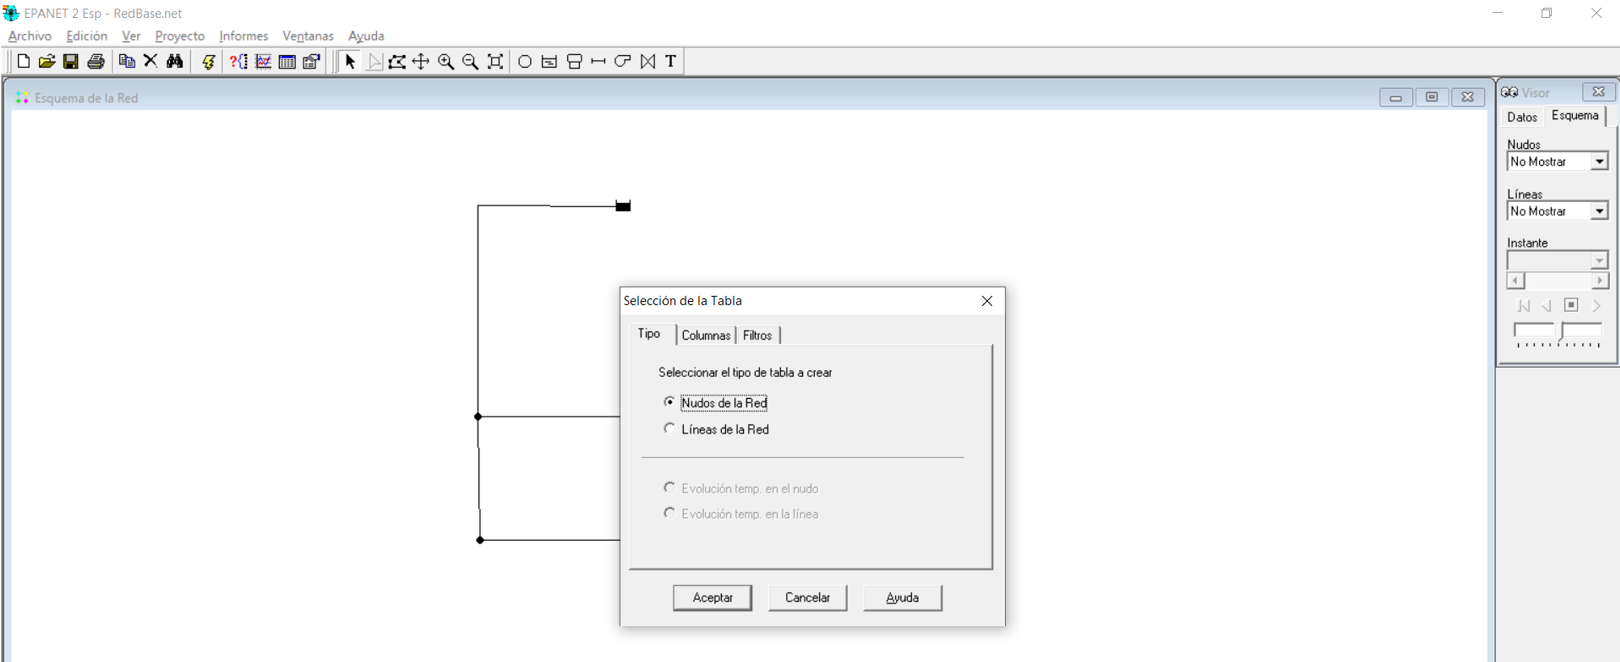 EPANET 2 Esp - RedBase.net
Archivo Edición Ver Proyecto Informes Ventanas Ayuda
T
Esquema de la Red
Visor
Datos Esquema
Nudos
No Mostrar
Líneas
No Mostrar
Instante
Selección de la Tabla
Tipo Columnas Filtros
Seleccionar el tipo de tabla a crear
Nudos de la Red
Líneas de la Red
Evolución temp. en el nudo
Evolución temp. en la línea
Aceptar Cancelar Ayuda